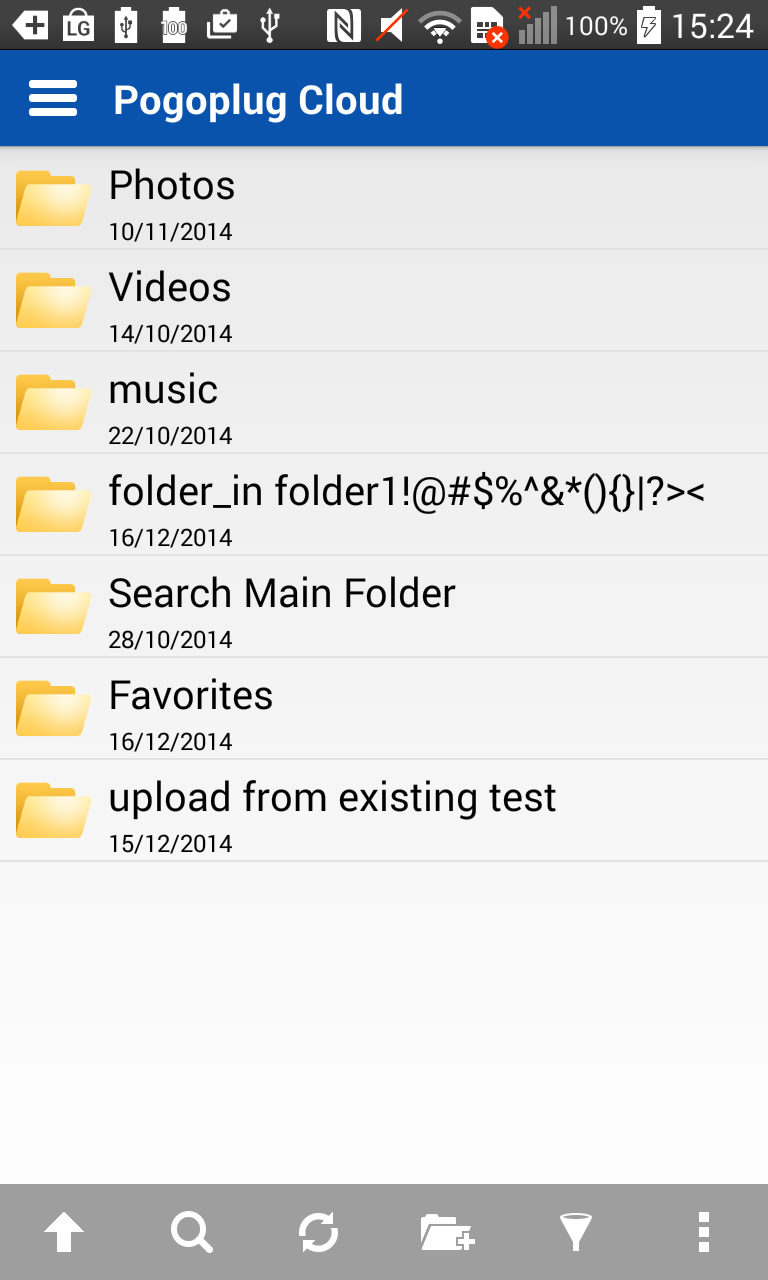 LG
100
100%
15:24
Pogoplug Cloud
Photos
10/11/2014
Videos
14/10/2014
music
22/10/2014
folder_in folder1!@#$%^&*(){}|?><
16/12/2014
Search Main Folder
28/10/2014
Favorites
16/12/2014
upload from existing test
15/12/2014